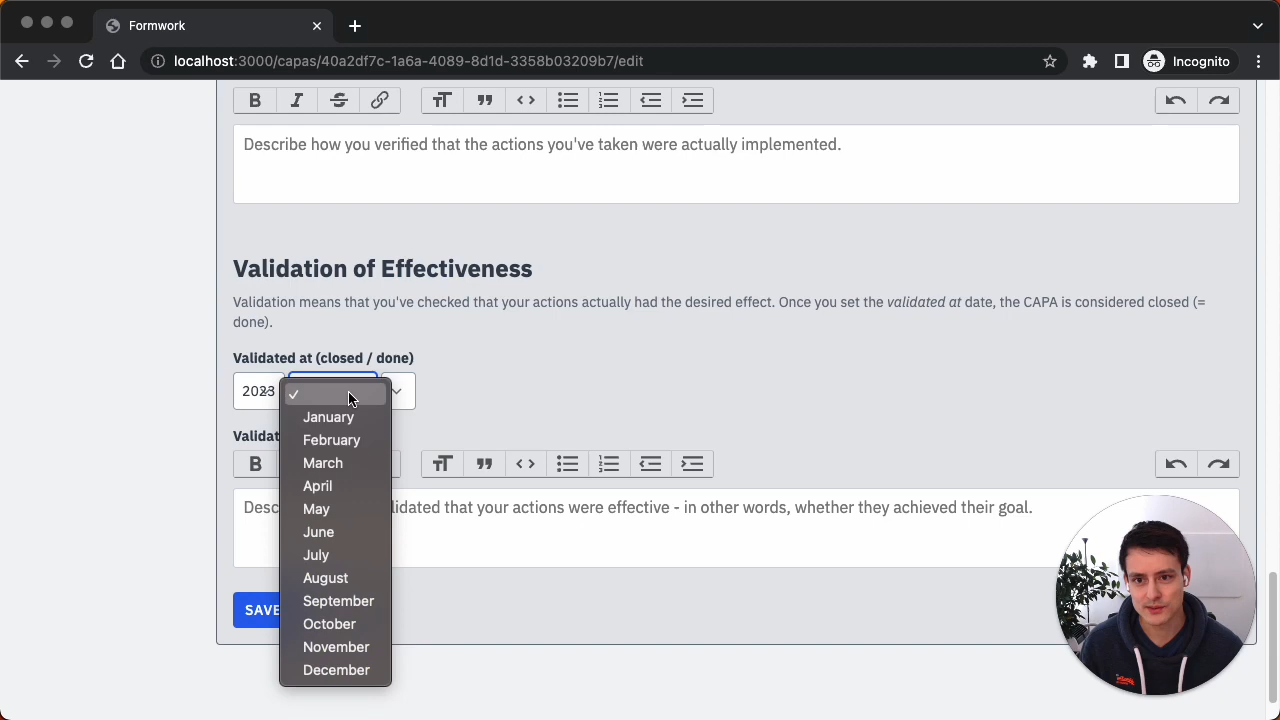 Formwork
localhost:3000/capas/40a2df7c-1a6a-4089-8d1d-3358b03209b7/edit
Incognito
Describe how you verified that the actions you've taken were actually implemented.
Validation of Effectiveness
Validation means that you've checked that your actions actually had the desired effect. Once you set the validated at date, the CAPA is considered closed (=
done).
Validated at (closed / done)
2023
January
February
March
April
May
June
July
August
September
October
November
December
Validat
B
B
Desc
lidated that your actions were effective - in other words, whether they achieved their goal.
SAVE